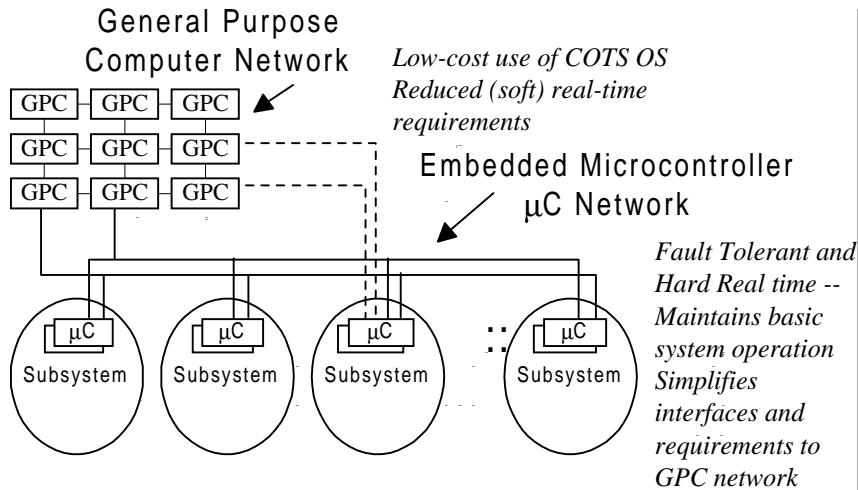 General Purpose
Computer Network
Low-cost use of COTS OS
Reduced (soft) real-time
requirements
GPC GPC GPC
GPC GPC GPC
GPC GPC GPC
Embedded Microcontroller
μC Network
Fault Tolerant and
Hard Real time --
Maintains basic
system operation
Simplifies
interfaces and
requirements to
GPC network
μC μC μC :: μC
Subsystem Subsystem Subsystem Subsystem